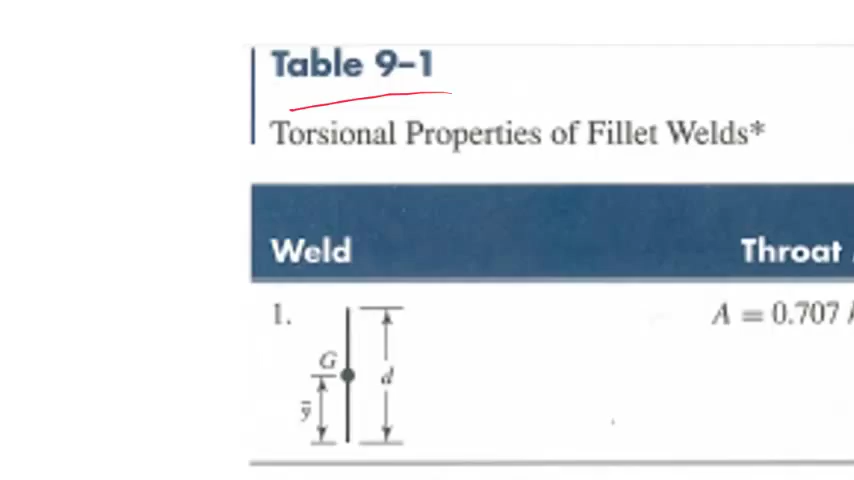 Table 9–1
Torsional Properties of Fillet Welds*
Weld Throat
1. A = 0.707
G
d
ȳ